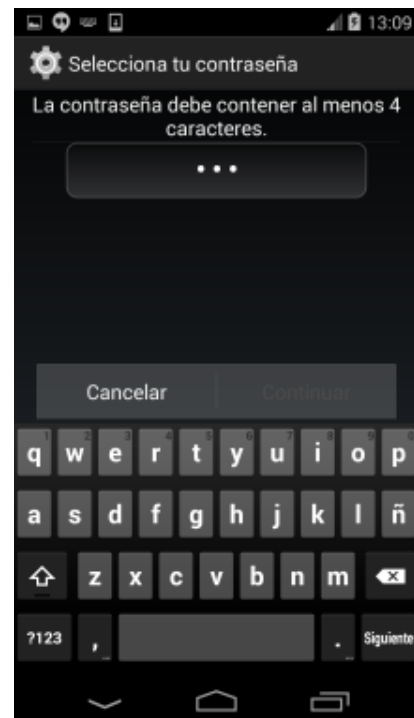 13:09
Selecciona tu contraseña
La contraseña debe contener al menos 4
caracteres.
Cancelar Continuar
1 2 3 4 5 6 7 8 9 0
q w e r t y u i o p
a s d f g h j k l ñ
z x c v b n m
?123 , . Siguiente